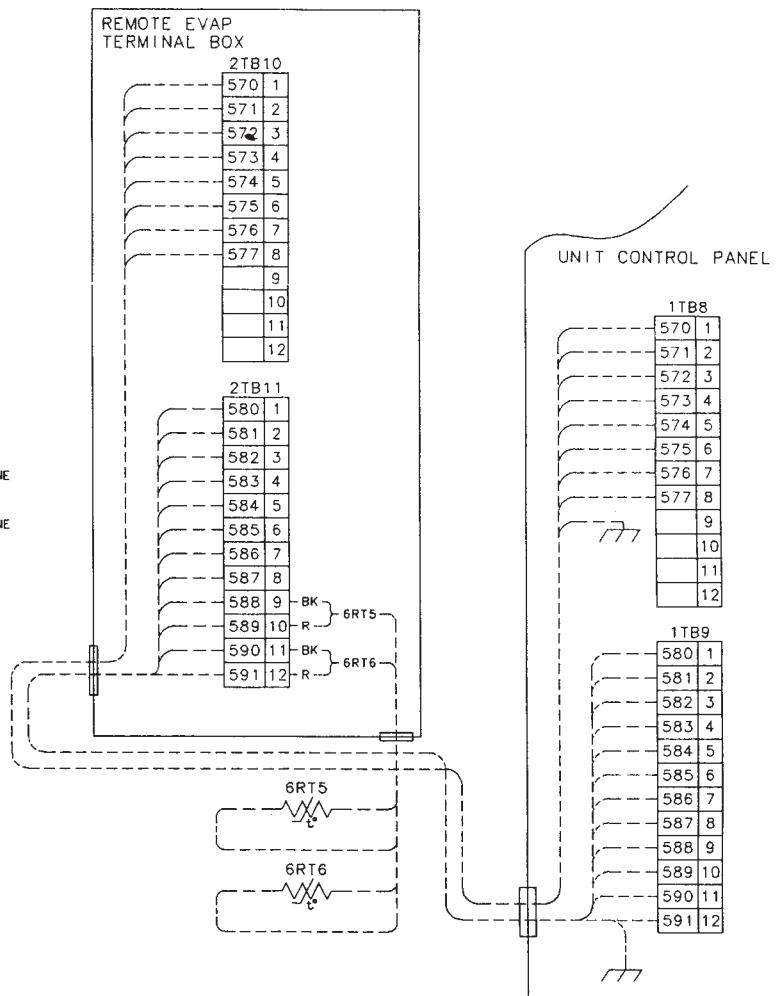 REMOTE EVAP
TERMINAL BOX
2TB10
570 1
571 2
572 3
573 4
574 5
575 6
576 7
577 8
9
10
11
12
2TB11
580 1
581 2
582 3
583 4
584 5
585 6
586 7
587 8
588 9 BK
589 10 R
6RT5
590 11 BK
591 12 R
6RT6
NE
NE
6RT5
t°
6RT6
t°
UNIT CONTROL PANEL
1TB8
570 1
571 2
572 3
573 4
574 5
575 6
576 7
577 8
9
10
11
12
1TB9
580 1
581 2
582 3
583 4
584 5
585 6
586 7
587 8
588 9
589 10
590 11
591 12